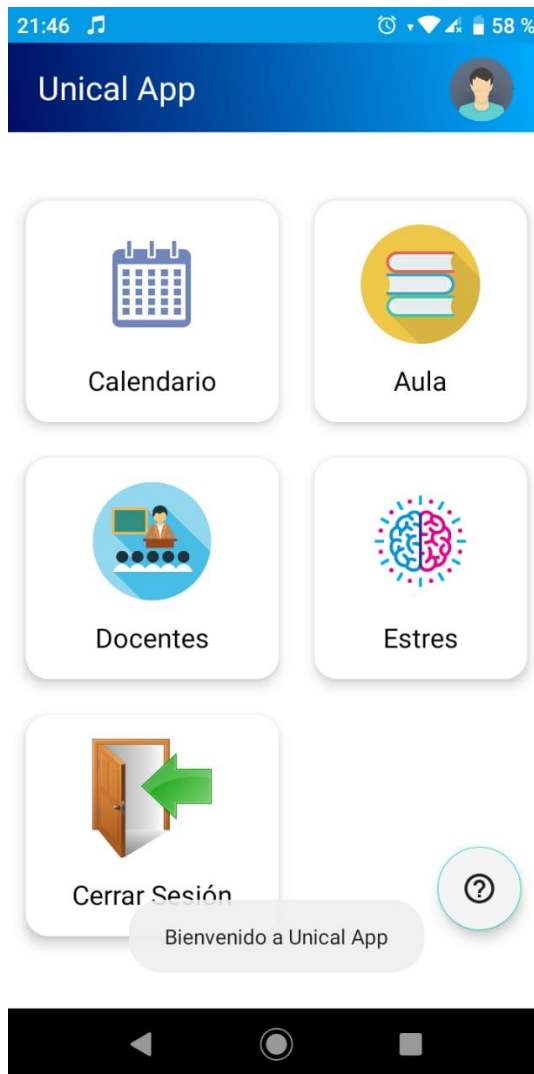 21:46 58 %
Unical App
Calendario Aula
Docentes Estres
Cerrar Sesión
Bienvenido a Unical App